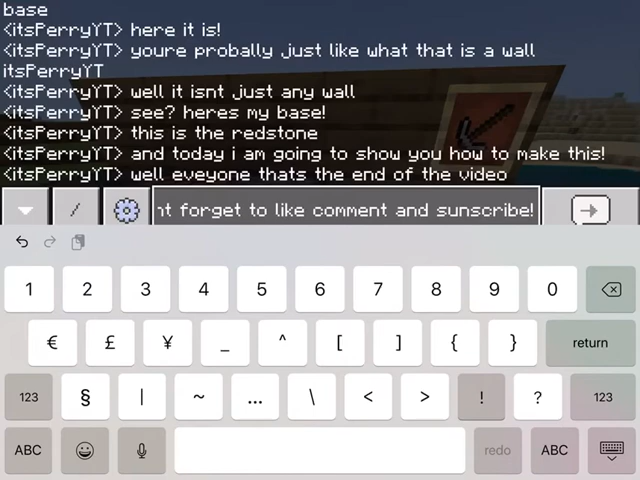 base
<itsPerryYT> here it is!
<itsPerryYT> youre probally just like what that is a wall
itsPerryYT
<itsPerryYT> well it isnt just any wall
<itsPerryYT> see? heres my base!
<itsPerryYT> this is the redstone
<itsPerryYT> and today i am going to show you how to make this!
<itsPerryYT> well eveyone thats the end of the video
/ nt forget to like comment and sunscribe!
1 2 3 4 5 6 7 8 9 0
€ £ ¥ _ ^ [ ] { } return
123 § | ~ ... \ < > ! ? 123
ABC redo ABC